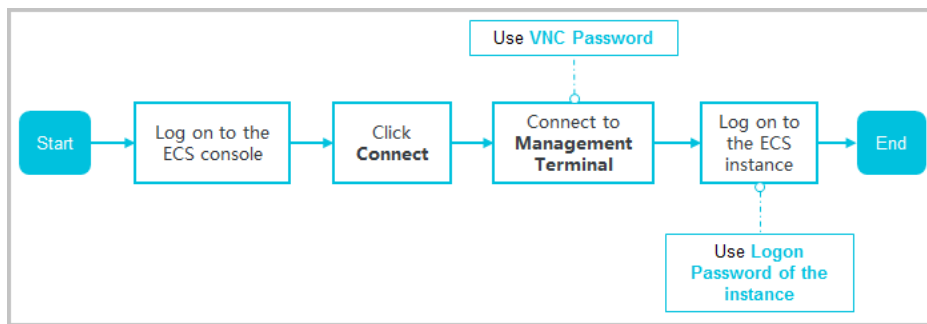 Use VNC Password
Start
Log on to the
ECS console
Click
Connect
Connect to
Management
Terminal
Log on to
the ECS
instance
End
Use Logon
Password of the
instance